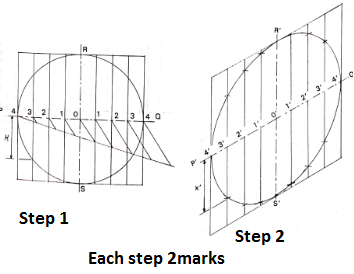 R
P 4 3 2 1 0 1 2 3 4 Q
X
S
Step 1
R'
P' 4' 3' 2' 1' 0' 1' 2' 3' 4' Q
X'
S'
Step 2
Each step 2marks